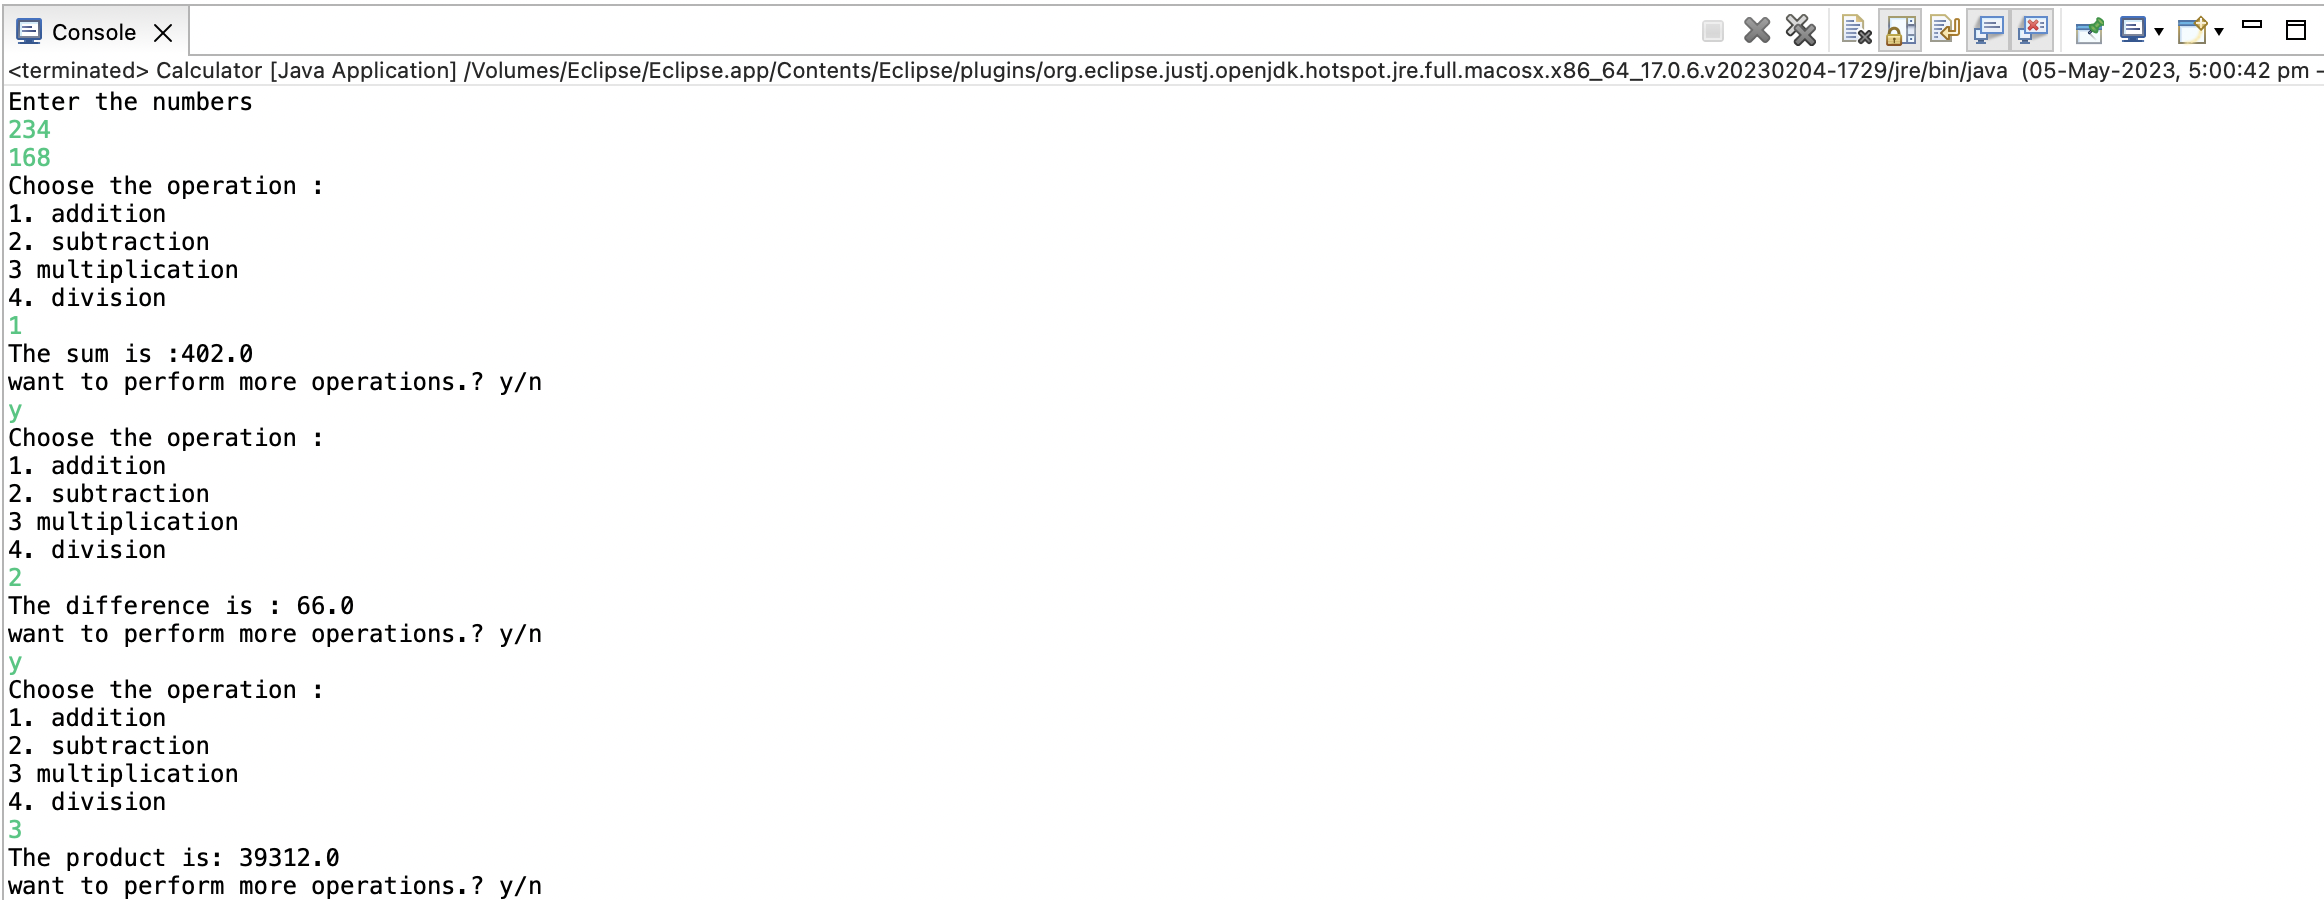 Console
<terminated> Calculator [Java Application] /Volumes/Eclipse/Eclipse.app/Contents/Eclipse/plugins/org.eclipse.justj.openjdk.hotspot.jre.full.macosx.x86_64_17.0.6.v20230204-1729/jre/bin/java (05-May-2023, 5:00:42 pm –
Enter the numbers
234
168
Choose the operation :
1. addition
2. subtraction
3 multiplication
4. division
1
The sum is :402.0
want to perform more operations.? y/n
y
Choose the operation :
1. addition
2. subtraction
3 multiplication
4. division
2
The difference is : 66.0
want to perform more operations.? y/n
y
Choose the operation :
1. addition
2. subtraction
3 multiplication
4. division
3
The product is: 39312.0
want to perform more operations.? y/n